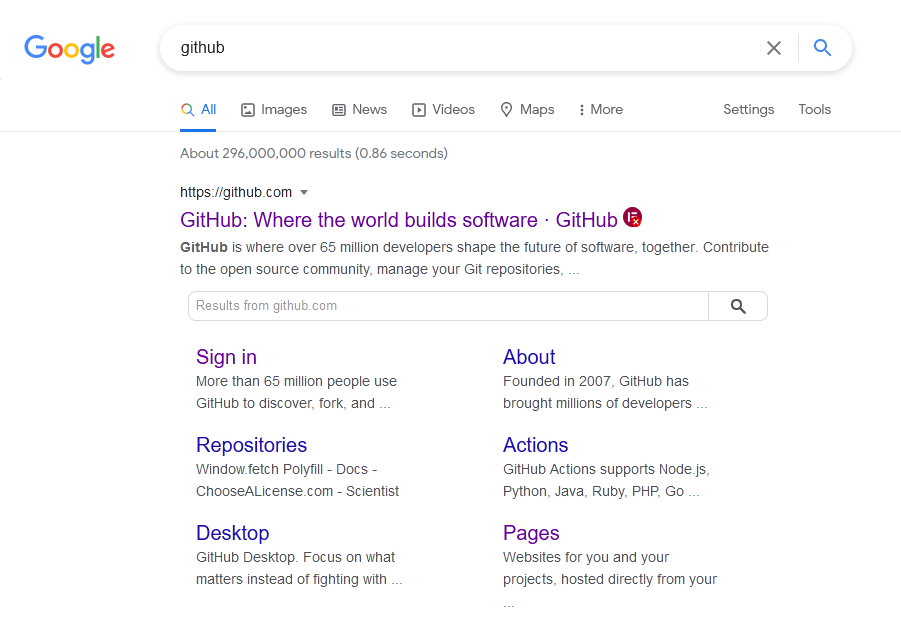 Google
github
All Images News Videos Maps More Settings Tools
About 296,000,000 results (0.86 seconds)
https://github.com
GitHub: Where the world builds software · GitHub
GitHub is where over 65 million developers shape the future of software, together. Contribute
to the open source community, manage your Git repositories, ...
Results from github.com
Sign in
More than 65 million people use
GitHub to discover, fork, and ...
About
Founded in 2007, GitHub has
brought millions of developers ...
Repositories
Window.fetch Polyfill - Docs -
ChooseALicense.com - Scientist
Actions
GitHub Actions supports Node.js,
Python, Java, Ruby, PHP, Go ...
Desktop
GitHub Desktop. Focus on what
matters instead of fighting with ...
Pages
Websites for you and your
projects, hosted directly from your
...